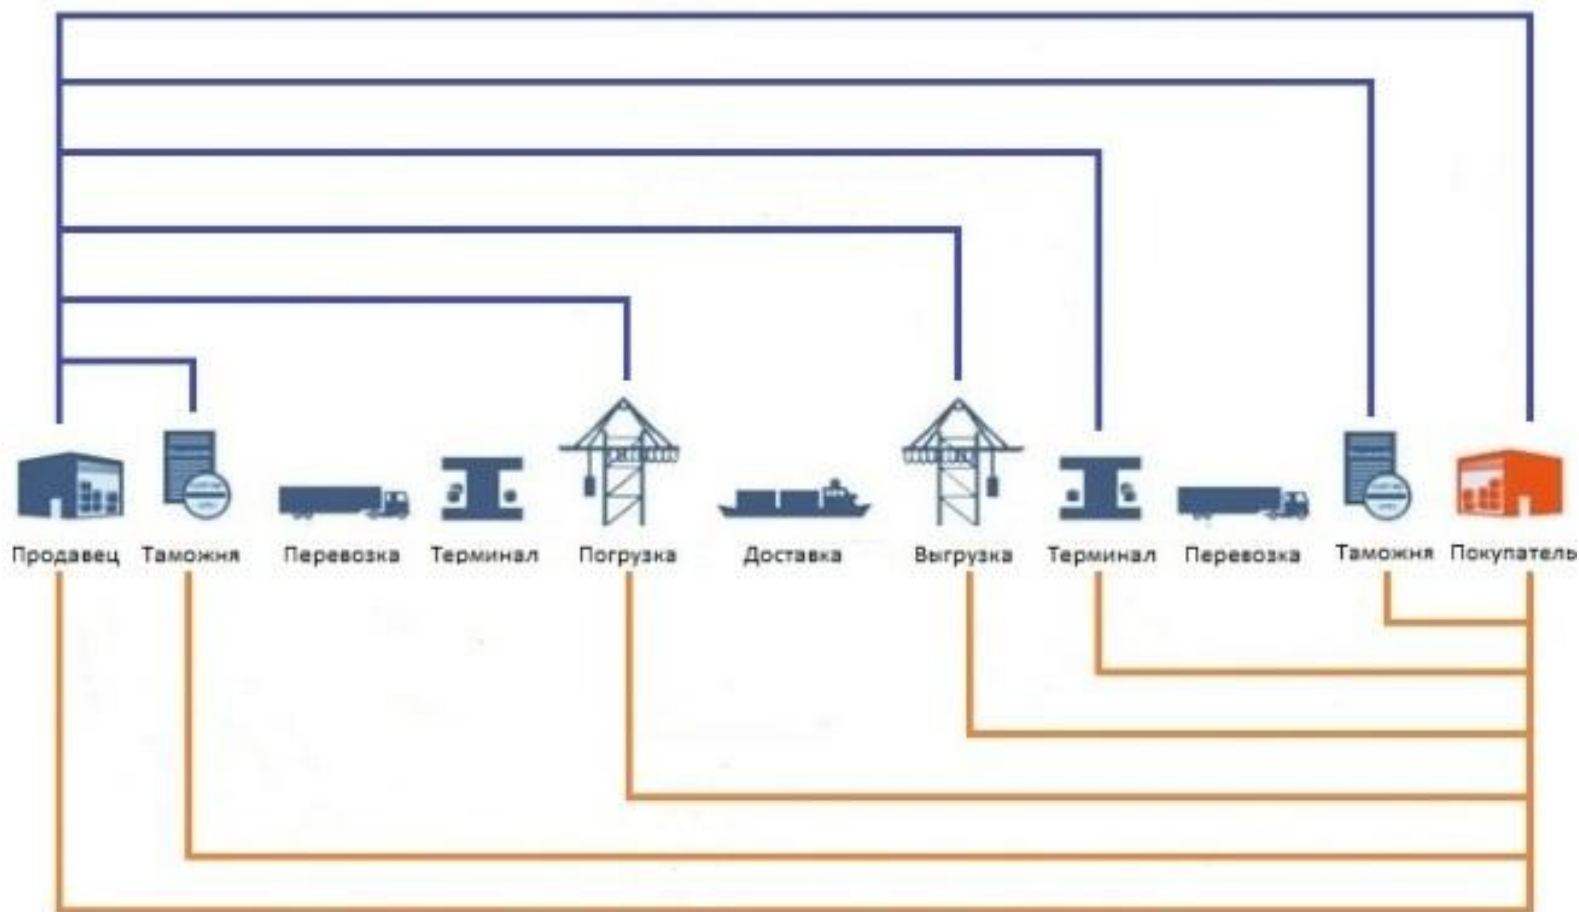 Продавец Таможня Перевозка Терминал Погрузка Доставка Выгрузка Терминал Перевозка Таможня Покупатель